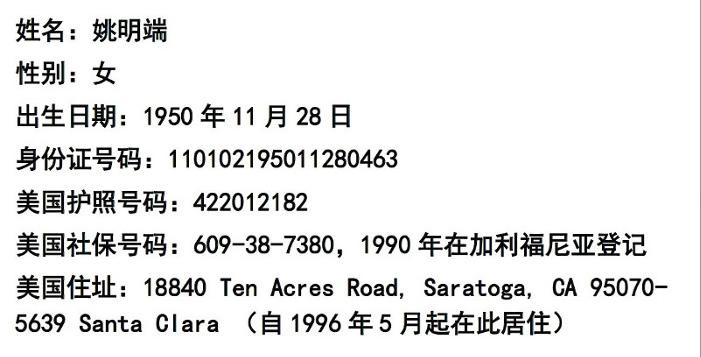 姓名：姚明端
性别：女
出生日期：1950 年 11 月 28 日
身份证号码：110102195011280463
美国护照号码：422012182
美国社保号码：609-38-7380，1990 年在加利福尼亚登记
美国住址：18840 Ten Acres Road, Saratoga, CA 95070-
5639 Santa Clara （自 1996 年 5 月起在此居住）